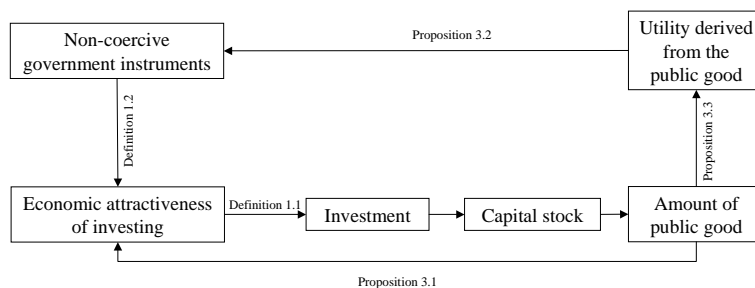 Non-coercive
government instruments
Proposition 3.2
Utility derived
from the
public good
Definition 1.2
Proposition 3.3
Economic attractiveness
of investing
Definition 1.1
Investment
Capital stock
Amount of
public good
Proposition 3.1